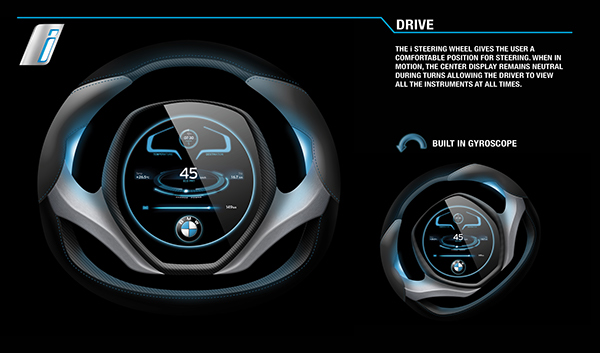 i
DRIVE
THE i STEERING WHEEL GIVES THE USER A
COMFORTABLE POSITION FOR STEERING. WHEN IN
MOTION, THE CENTER DISPLAY REMAINS NEUTRAL
DURING TURNS ALLOWING THE DRIVER TO VIEW
ALL THE INSTRUMENTS AT ALL TIMES.
BUILT IN GYROSCOPE
45
BMW
45